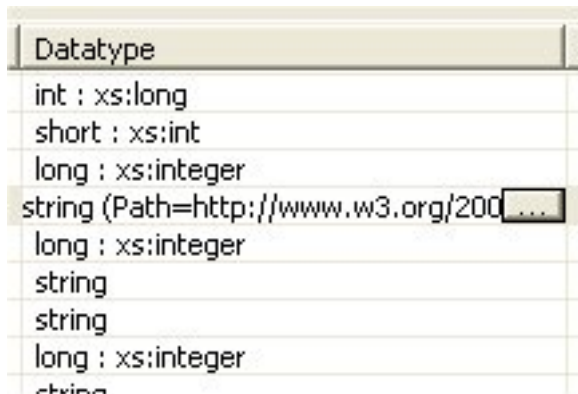 Datatype
int : xs:long
short : xs:int
long : xs:integer
string (Path=http://www.w3.org/200 ...
long : xs:integer
string
string
long : xs:integer
string